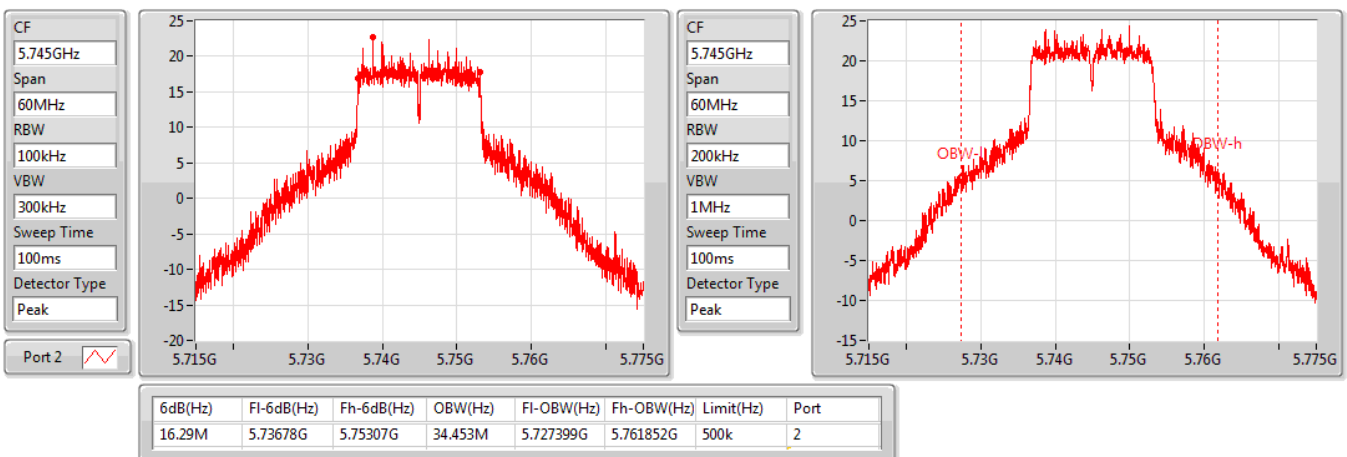 CF
5.745GHz
Span
60MHz
RBW
100kHz
VBW
300kHz
Sweep Time
100ms
Detector Type
Peak
Port 2
25
20
15
10
5
0
-5
-10
-15
-20
5.715G 5.73G 5.74G 5.75G 5.76G 5.775G
CF
5.745GHz
Span
60MHz
RBW
200kHz
VBW
1MHz
Sweep Time
100ms
Detector Type
Peak
25
20
15
10
5
0
-5
-10
-15
OBW-l
OBW-h
5.715G 5.73G 5.74G 5.75G 5.76G 5.775G
6dB(Hz) Fl-6dB(Hz) Fh-6dB(Hz) OBW(Hz) Fl-OBW(Hz) Fh-OBW(Hz) Limit(Hz) Port
16.29M 5.73678G 5.75307G 34.453M 5.727399G 5.761852G 500k 2